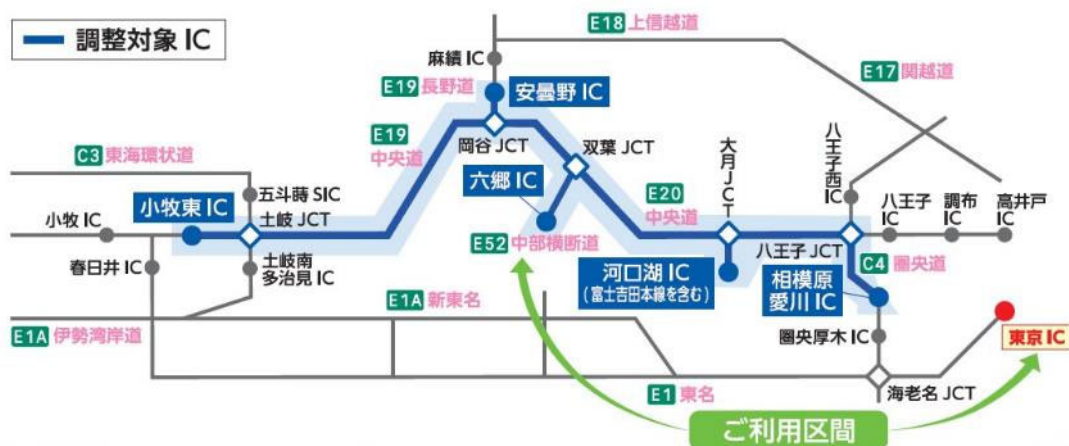 調整対象 IC
E18 上信越道
麻績 IC
E17 関越道
E19 長野道
安曇野 IC
E19
中央道
岡谷 JCT
双葉 JCT
大月JCT
八王子西IC
C3 東海環状道
五斗蒔 SIC
六郷 IC
E20
中央道
八王子
IC
調布
IC
高井戸
IC
小牧 IC
小牧東 IC
土岐 JCT
E52 中部横断道
八王子 JCT
C4 圏央道
春日井 IC
土岐南
多治見 IC
河口湖 IC
(富士吉田本線を含む)
相模原
愛川 IC
E1A 新東名
E1A 伊勢湾岸道
圏央厚木 IC
東京 IC
E1 東名
海老名 JCT
ご利用区間